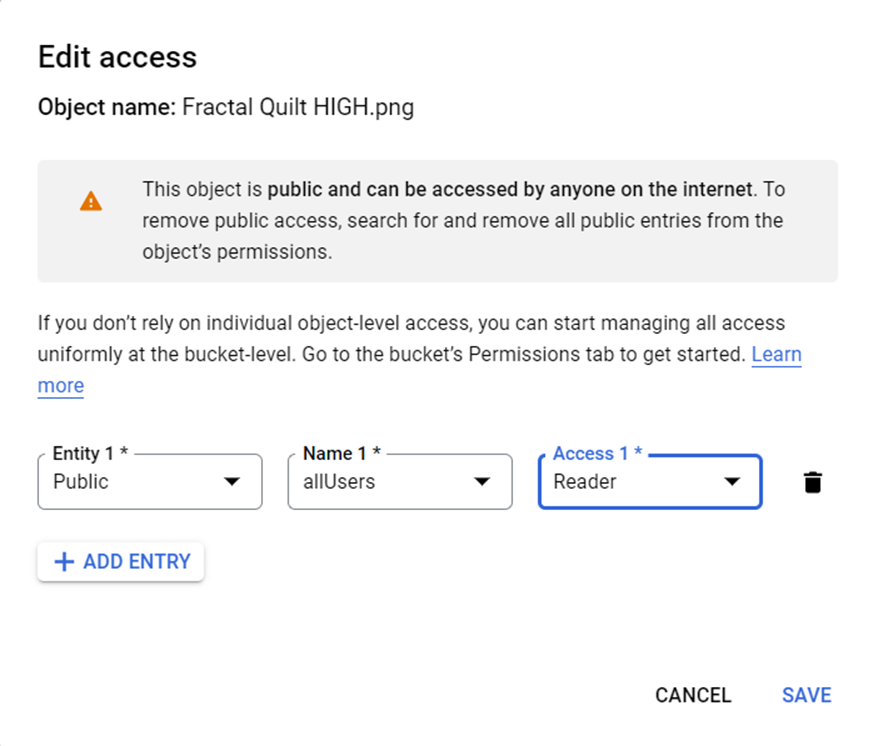 Edit access
Object name: Fractal Quilt HIGH.png
This object is public and can be accessed by anyone on the internet. To
remove public access, search for and remove all public entries from the
object’s permissions.
If you don’t rely on individual object-level access, you can start managing all access
uniformly at the bucket-level. Go to the bucket’s Permissions tab to get started. Learn
more
Entity 1 * Name 1 * Access 1 *
Public allUsers Reader
ADD ENTRY
CANCEL SAVE